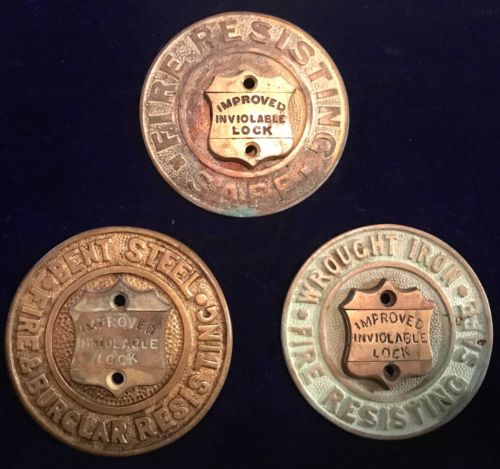 FIRE RESISTING
* SAFE *
IMPROVED
INVIOLABLE
LOCK
BENT STEEL
FIRE & BURGLAR RESISTING
IMPROVED
INVIOLABLE
LOCK
WROUGHT IRON
FIRE RESISTING SAFE
IMPROVED
INVIOLABLE
LOCK